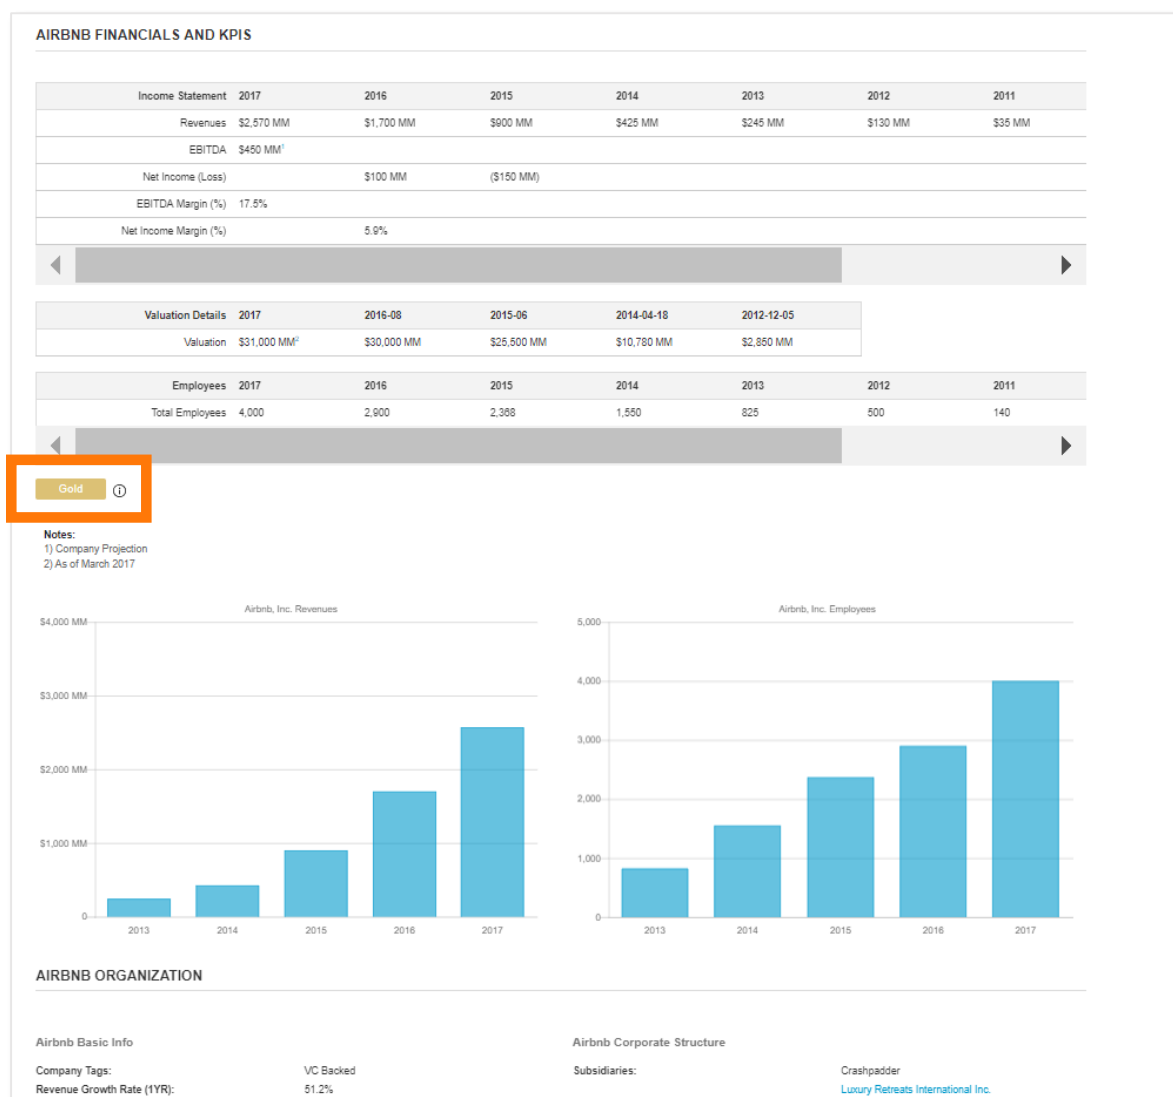 AIRBNB FINANCIALS AND KPIS
Income Statement 2017 2016 2015 2014 2013 2012 2011
Revenues $2,570 MM $1,700 MM $900 MM $425 MM $245 MM $130 MM $35 MM
EBITDA $450 MM¹
Net Income (Loss) $100 MM ($150 MM)
EBITDA Margin (%) 17.5%
Net Income Margin (%) 5.9%
Valuation Details 2017 2016-08 2015-06 2014-04-18 2012-12-05
Valuation $31,000 MM² $30,000 MM $25,500 MM $10,780 MM $2,850 MM
Employees 2017 2016 2015 2014 2013 2012 2011
Total Employees 4,000 2,900 2,368 1,550 825 500 140
Gold
Notes:
1) Company Projection
2) As of March 2017
Airbnb, Inc. Revenues
$4,000 MM
$3,000 MM
$2,000 MM
$1,000 MM
0
2013 2014 2015 2016 2017
Airbnb, Inc. Employees
5,000
4,000
3,000
2,000
1,000
0
2013 2014 2015 2016 2017
AIRBNB ORGANIZATION
Airbnb Basic Info
Company Tags: VC Backed
Revenue Growth Rate (1YR): 51.2%
Airbnb Corporate Structure
Subsidiaries: Crashpadder
Luxury Retreats International Inc.